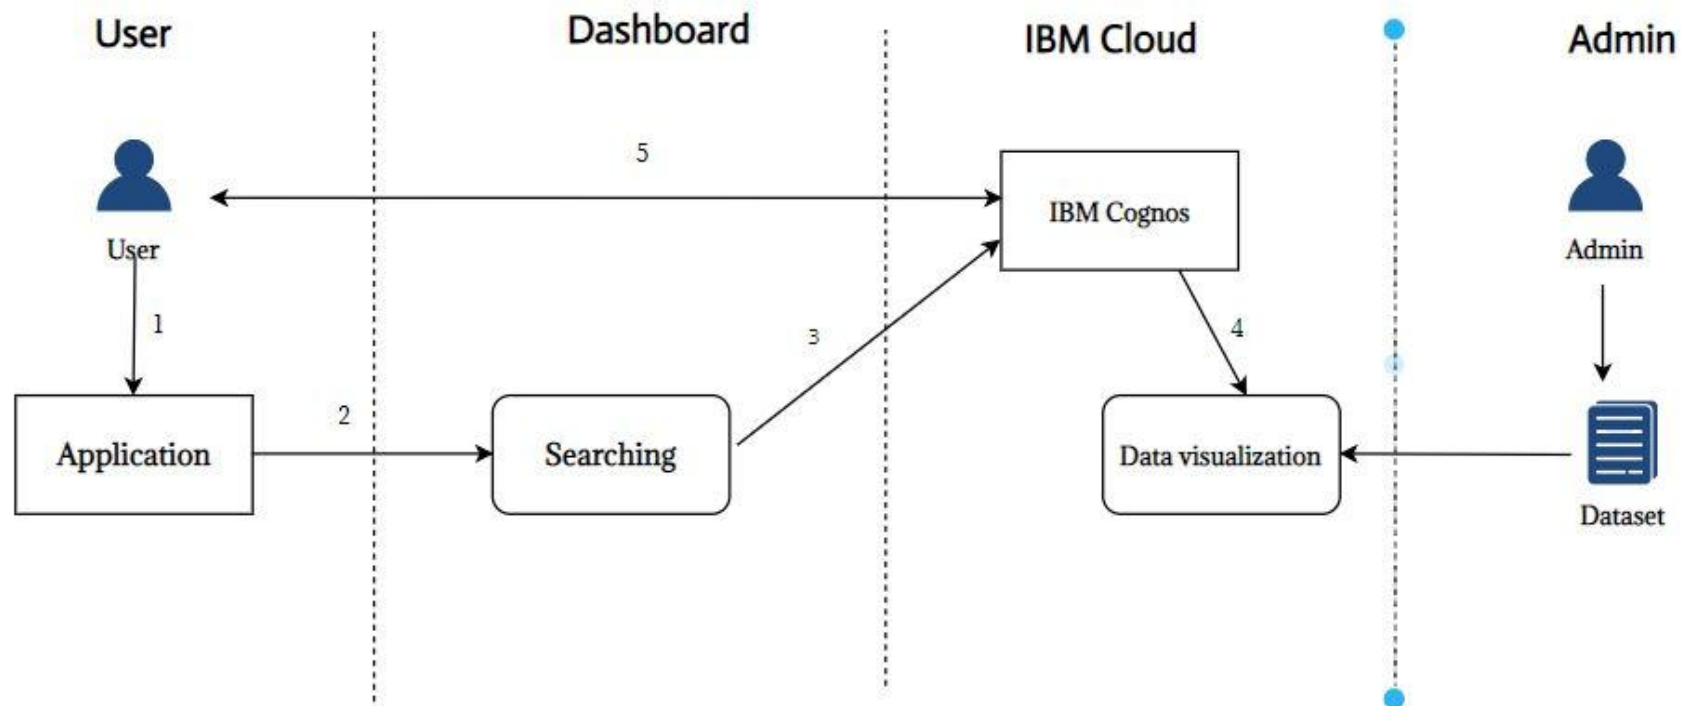 User
Dashboard
IBM Cloud
Admin
5
IBM Cognos
User
Admin
1
3
4
2
Application
Searching
Data visualization
Dataset